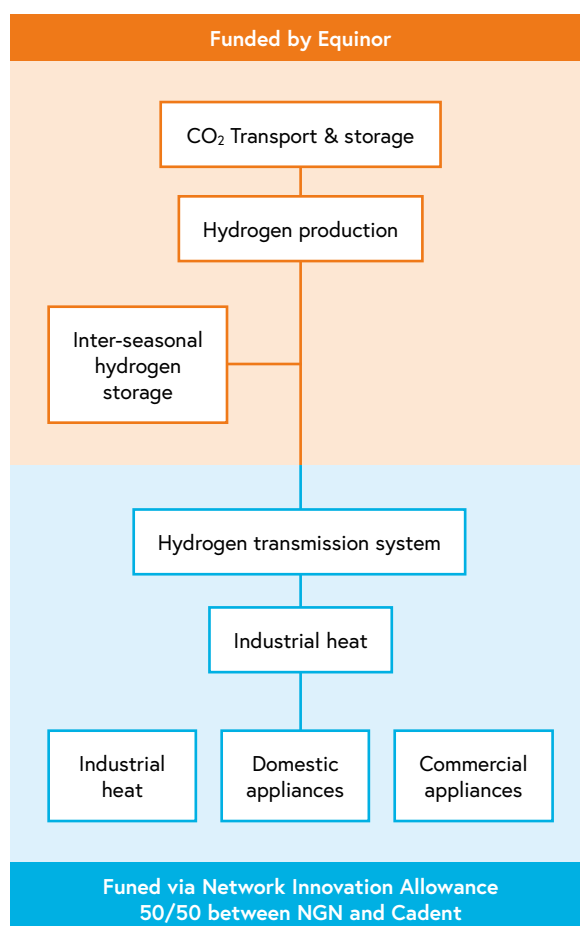 Funded by Equinor
CO₂ Transport & storage
Hydrogen production
Inter-seasonal
hydrogen
storage
Hydrogen transmission system
Industrial heat
Industrial
heat
Domestic
appliances
Commercial
appliances
Funed via Network Innovation Allowance
50/50 between NGN and Cadent